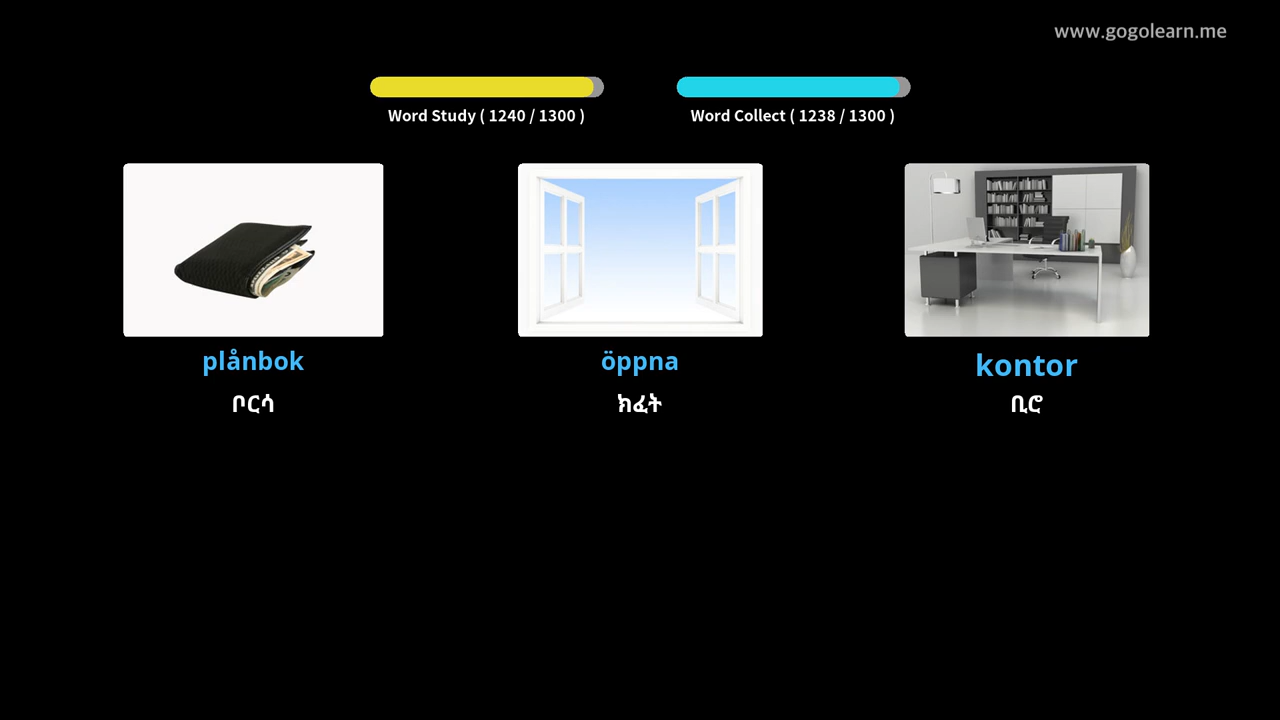 www.gogolearn.me
Word Study ( 1240 / 1300 )
Word Collect ( 1238 / 1300 )
plånbok
öppna
kontor
ቦርሳ
ክፈት
ቢሮ